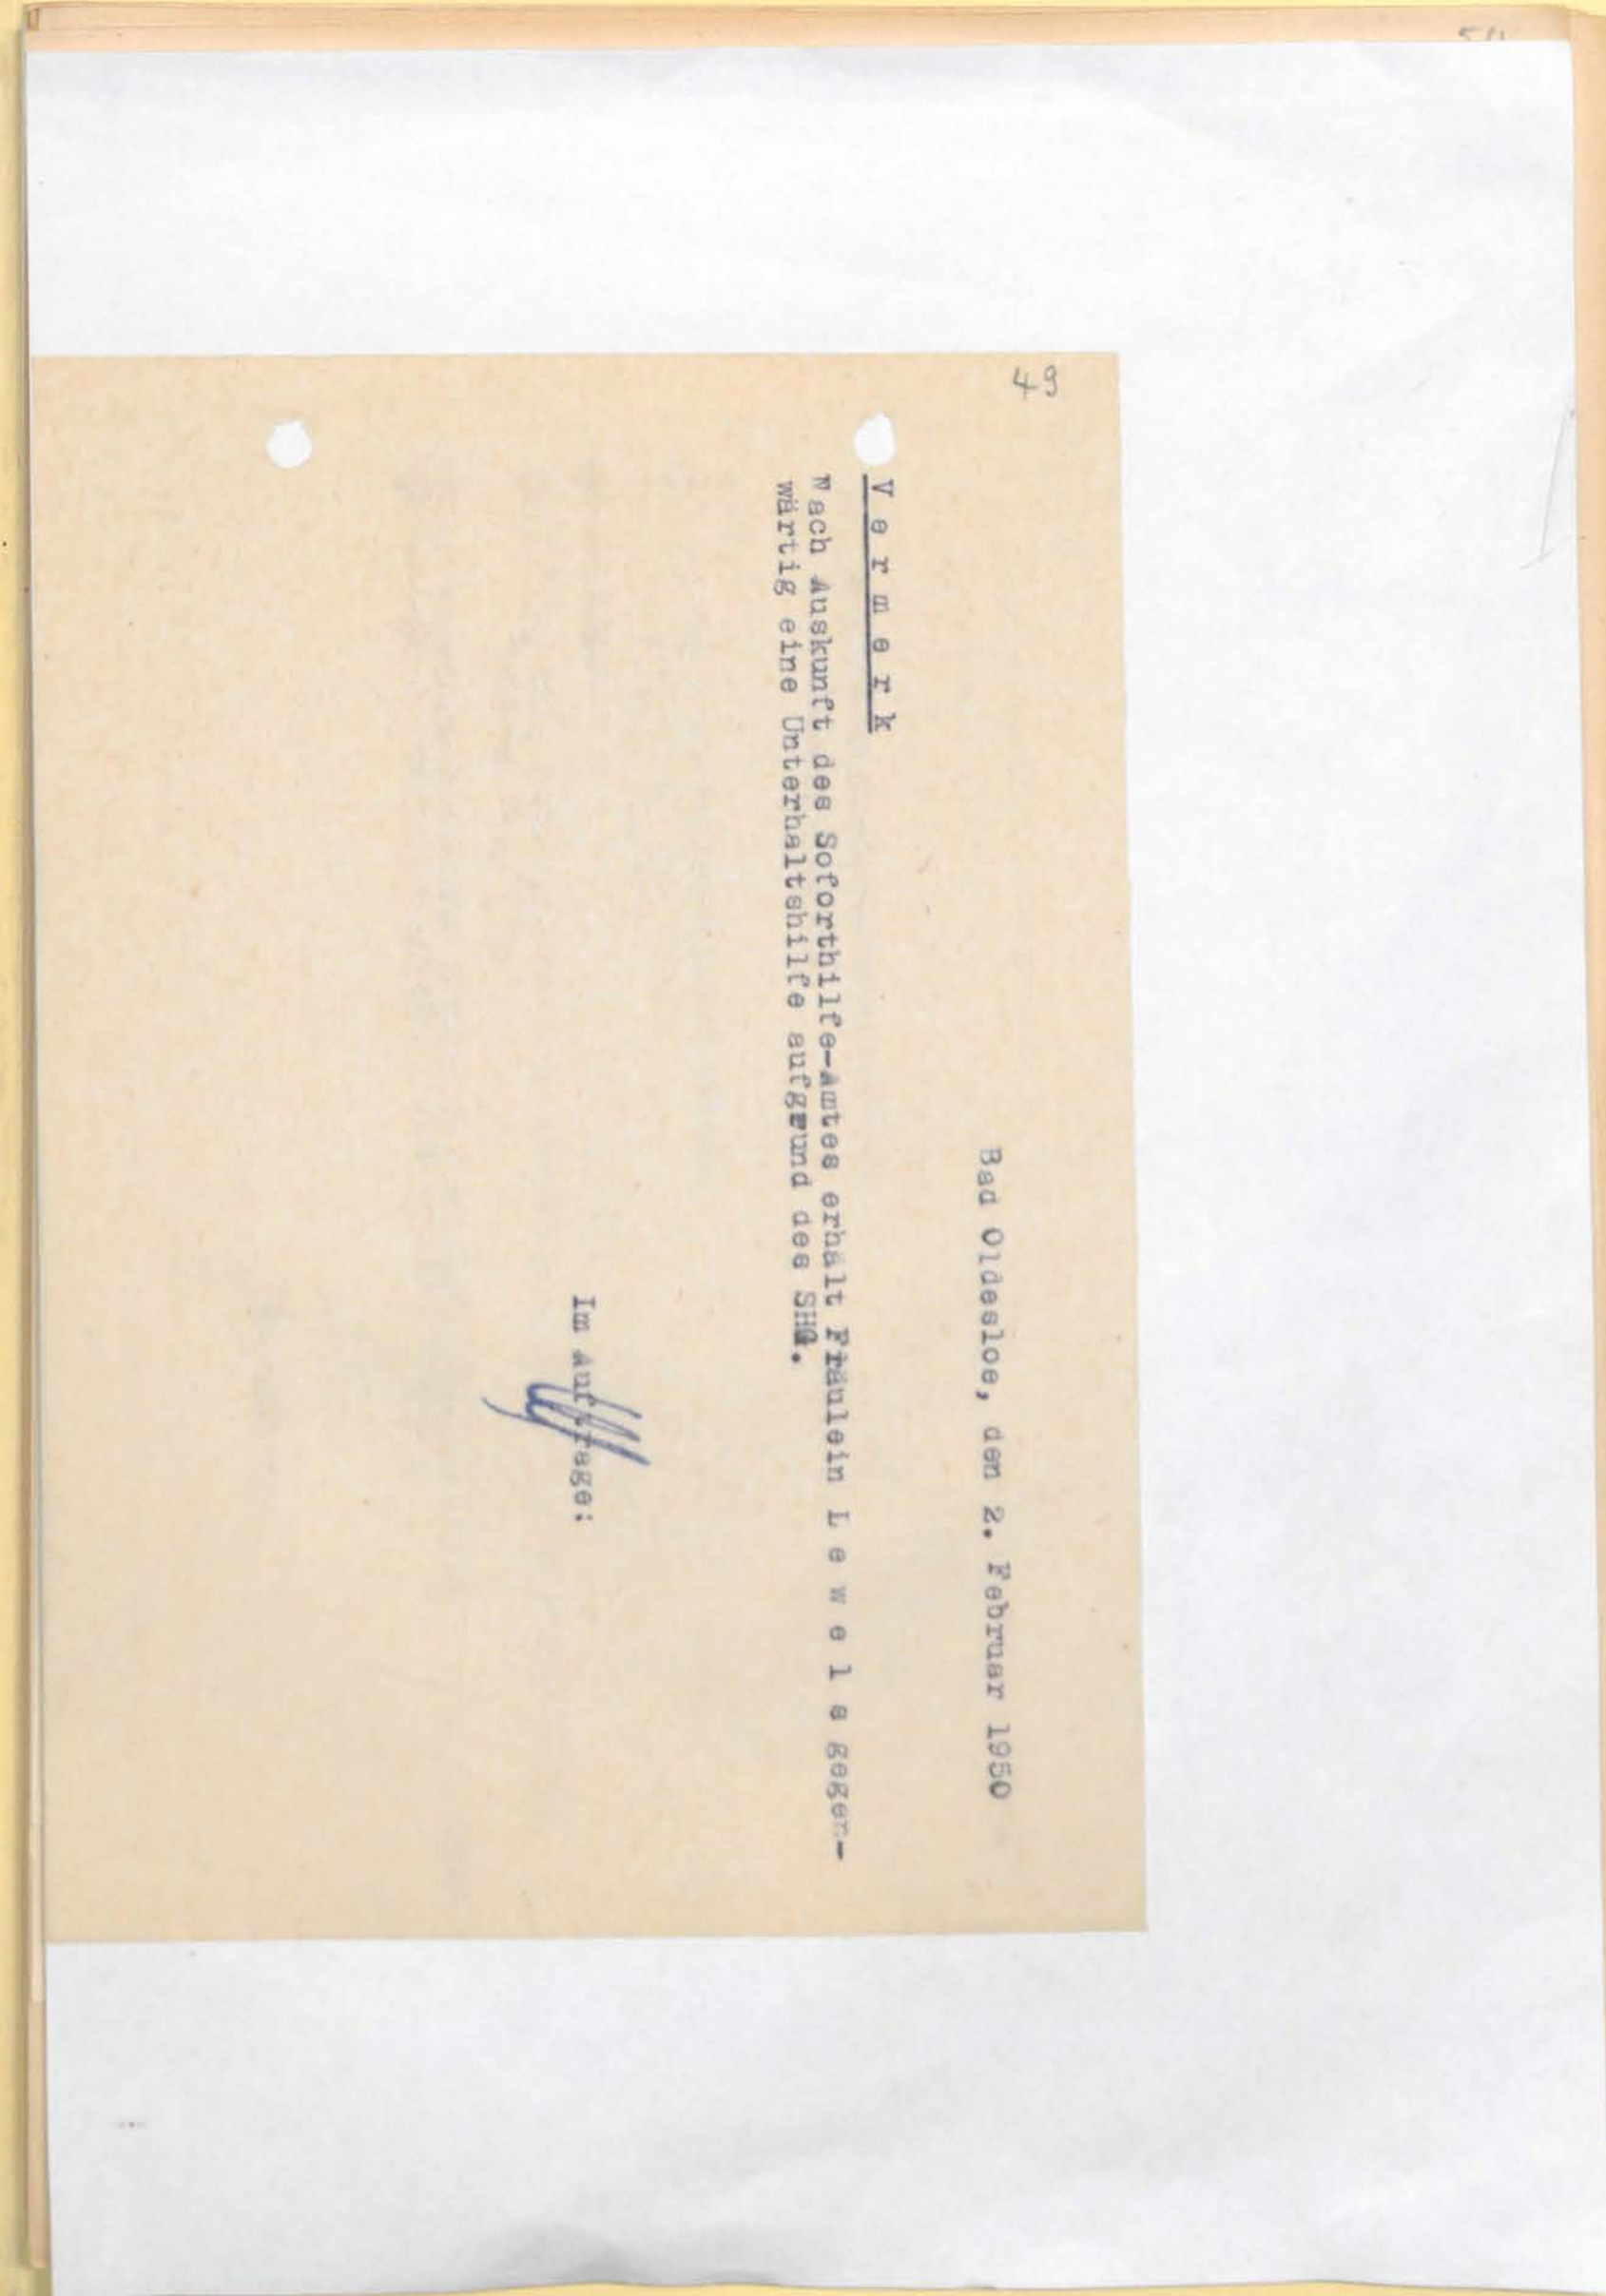 49
Bad Oldesloe, den 2. Februar 1950
V e r m e r k
Nach Auskunft des Soforthilfe-Amtes erhält Fräulein L e w e l s gegen-
wärtig eine Unterhaltshilfe aufgrund des SHG.
Im Auftrage: